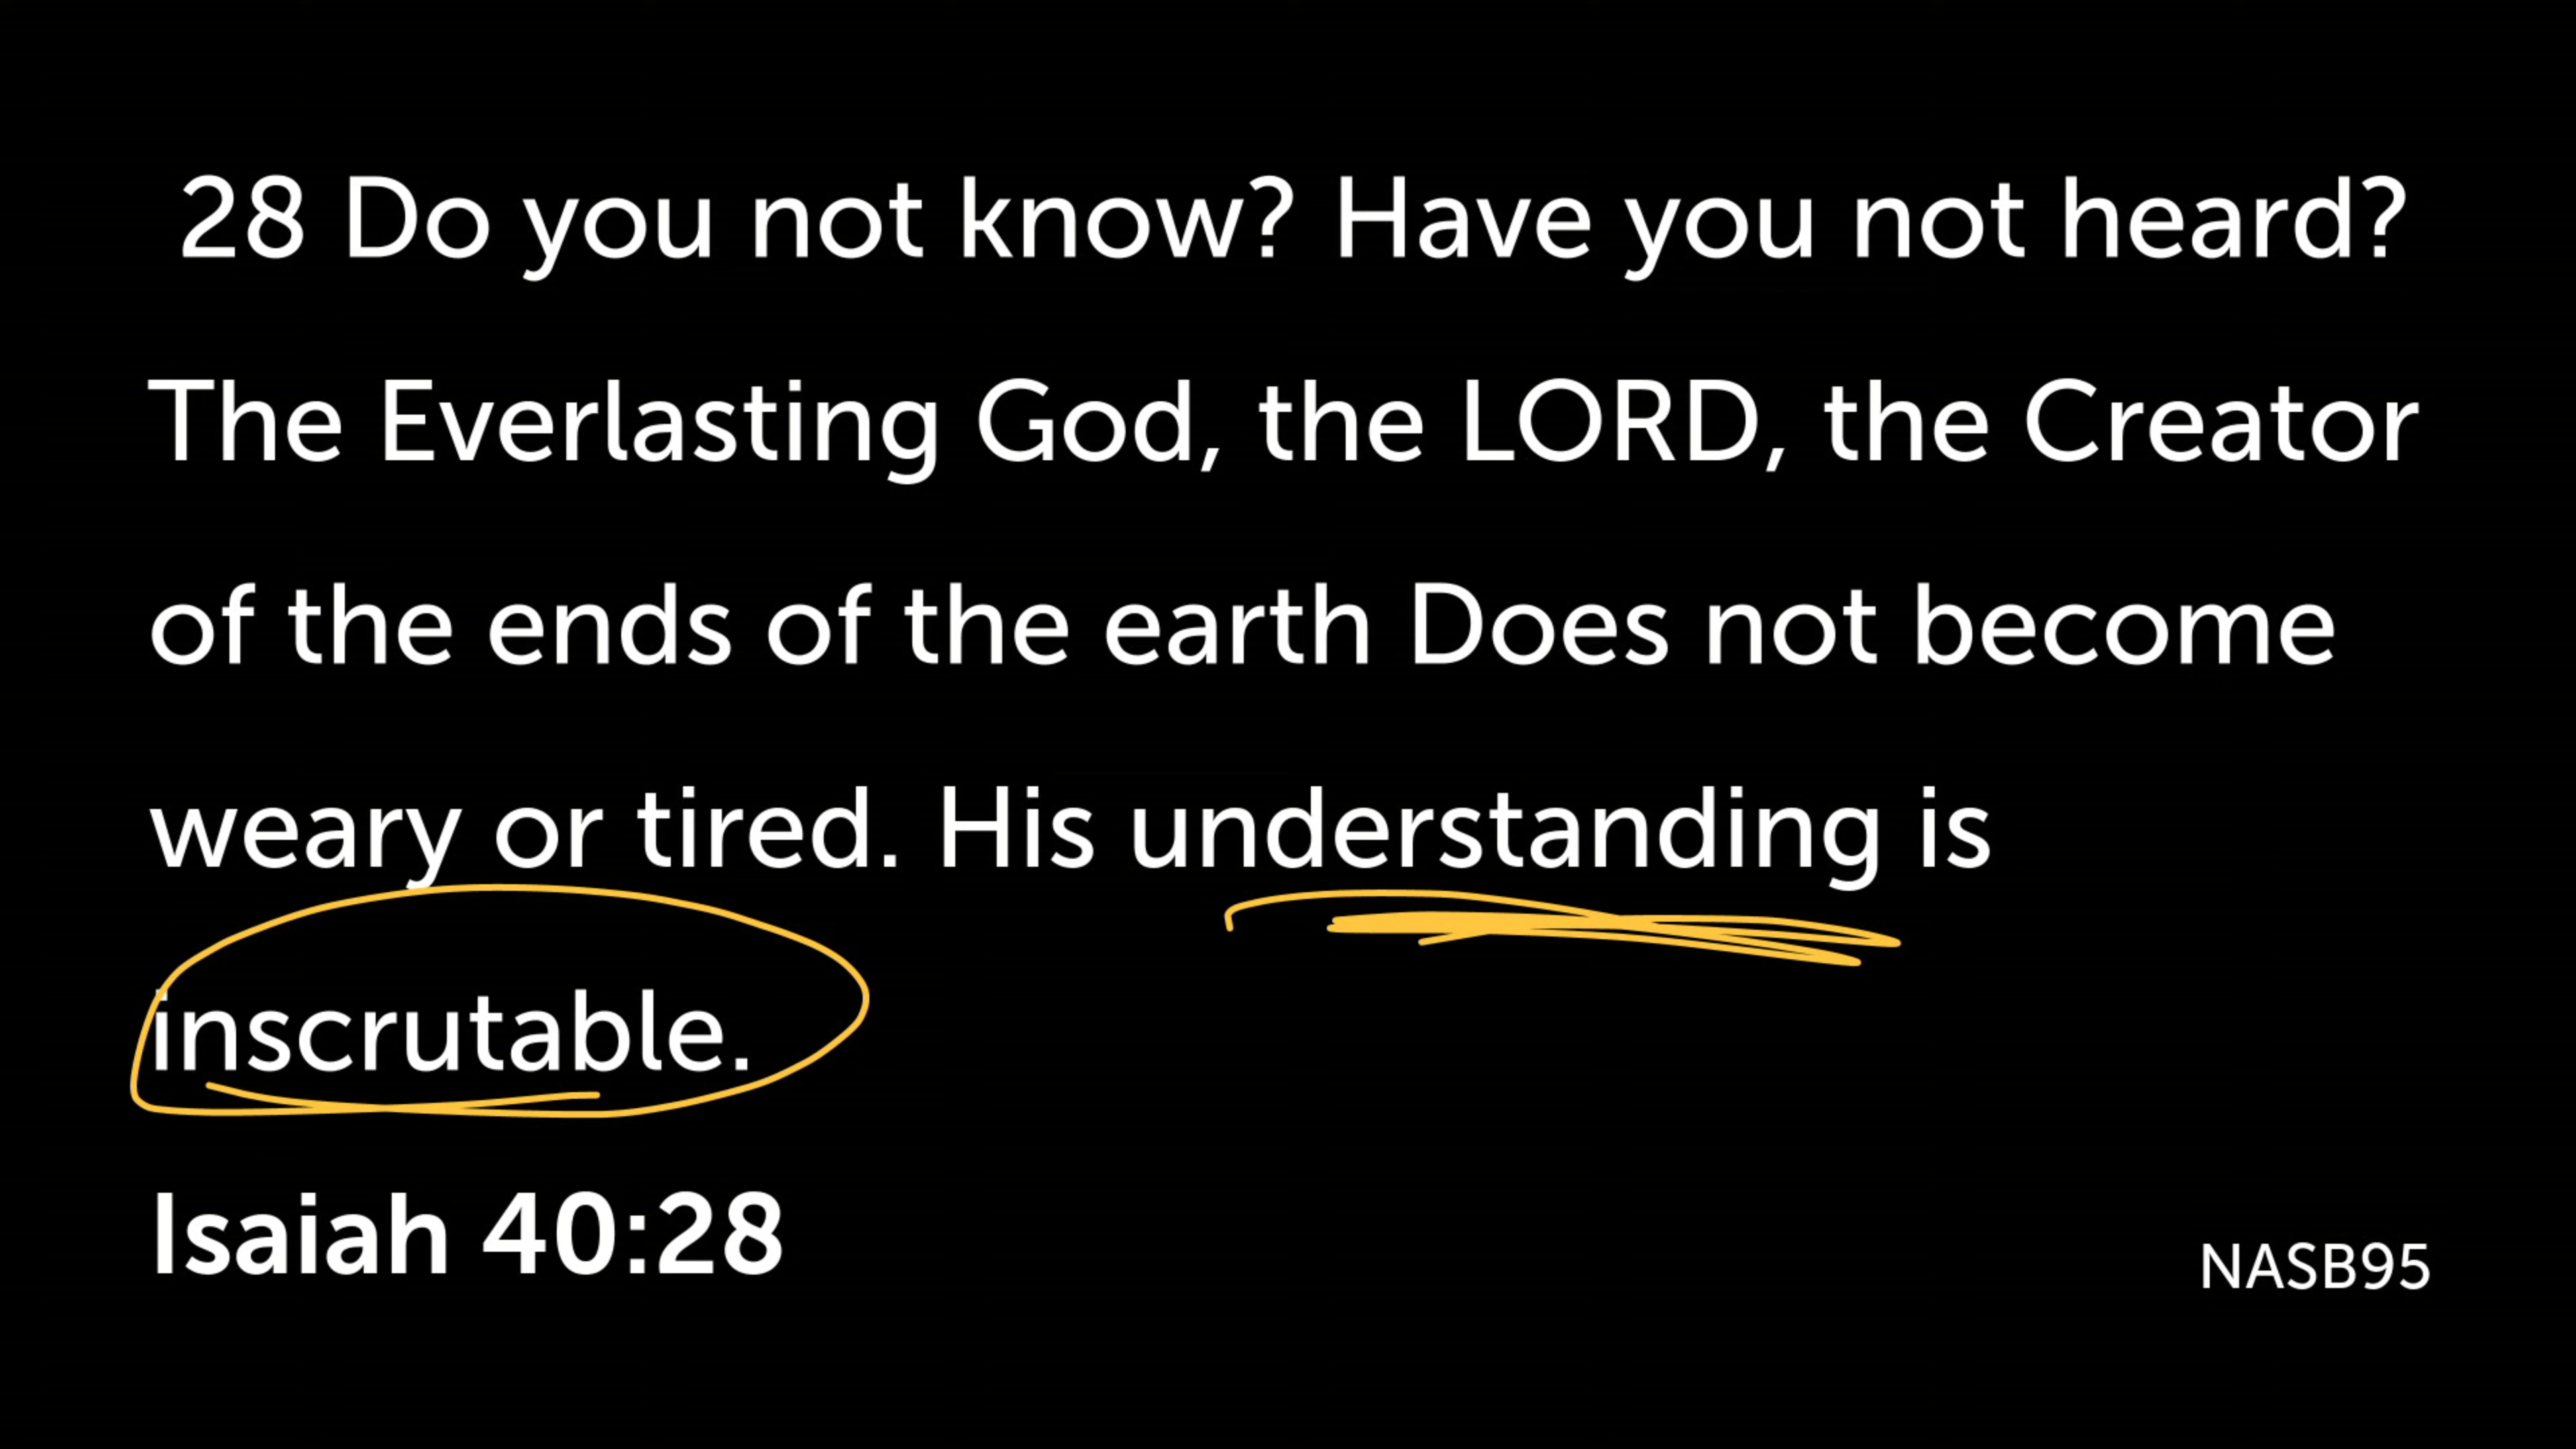 28 Do you not know? Have you not heard?
The Everlasting God, the LORD, the Creator
of the ends of the earth Does not become
weary or tired. His understanding is
inscrutable.
Isaiah 40:28
NASB95